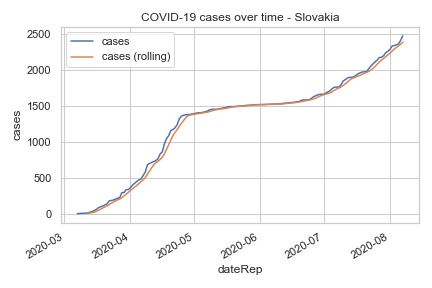 COVID-19 cases over time - Slovakia
cases
cases (rolling)
2500
2000
1500
1000
500
0
cases
2020-03
2020-04
2020-05
2020-06
2020-07
2020-08
dateRep